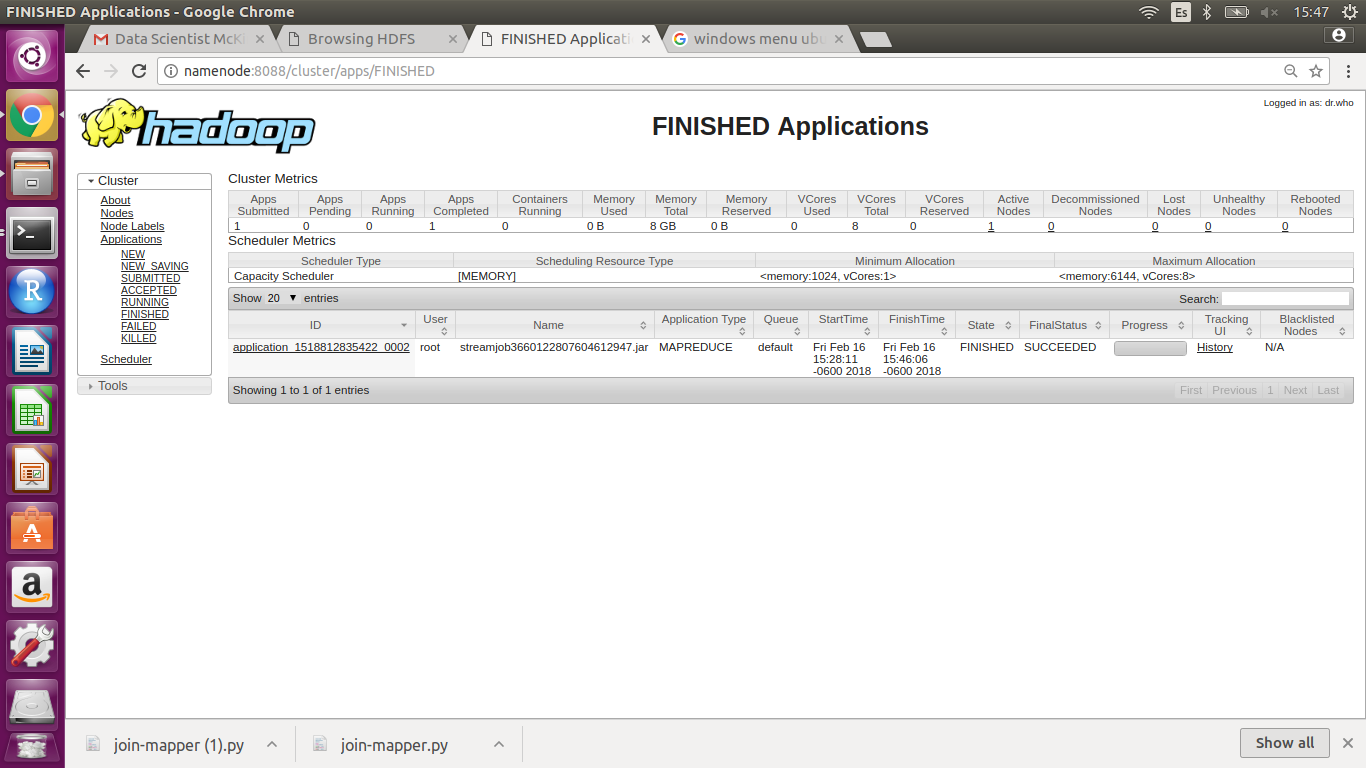 FINISHED Applications - Google Chrome
Es
15:47
Data Scientist McK
Browsing HDFS
FINISHED Applicati
windows menu ubu
namenode:8088/cluster/apps/FINISHED
hadoop
FINISHED Applications
Logged in as: dr.who
Cluster
About
Nodes
Node Labels
Applications
NEW
NEW_SAVING
SUBMITTED
ACCEPTED
RUNNING
FINISHED
FAILED
KILLED
Scheduler
Tools
Cluster Metrics
Apps Submitted Apps Pending Apps Running Apps Completed Containers Running Memory Used Memory Total Memory Reserved VCores Used VCores Total VCores Reserved Active Nodes Decommissioned Nodes Lost Nodes Unhealthy Nodes Rebooted Nodes
1 0 0 1 0 0 B 8 GB 0 B 0 8 0 1 0 0 0 0
Scheduler Metrics
Scheduler Type Scheduling Resource Type Minimum Allocation Maximum Allocation
Capacity Scheduler [MEMORY] <memory:1024, vCores:1> <memory:6144, vCores:8>
Show 20 entries
Search:
ID User Name Application Type Queue StartTime FinishTime State FinalStatus Progress Tracking UI Blacklisted Nodes
application_1518812835422_0002 root streamjob3660122807604612947.jar MAPREDUCE default Fri Feb 16 15:28:11 -0600 2018 Fri Feb 16 15:46:06 -0600 2018 FINISHED SUCCEEDED History N/A
Showing 1 to 1 of 1 entries
First Previous 1 Next Last
join-mapper (1).py
join-mapper.py
Show all